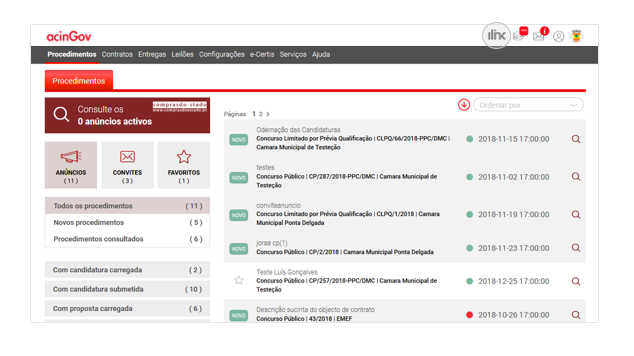 acinGov
ilink
Procedimentos Contratos Entregas Leilões Configurações e-Certis Serviços Ajuda
Procedimentos
Consulte os
0 anúncios activos
comprasdo stado
www.comprasdoestado.pt
Páginas 1 2 >
Ordenar por
ANÚNCIOS
(11)
CONVITES
(3)
FAVORITOS
(1)
Todos os procedimentos (11)
Novos procedimentos (5)
Procedimentos consultados (6)
Com candidatura carregada (2)
Com candidatura submetida (10)
Com proposta carregada (6)
NOVO
Odernação das Candidaturas
Concurso Limitado por Prévia Qualificação | CLPQ/66/2018-PPC/DMC |
Camara Municipal de Testeção
2018-11-15 17:00:00
NOVO
testes
Concurso Público | CP/287/2018-PPC/DMC | Camara Municipal de
Testeção
2018-11-02 17:00:00
NOVO
conviteanuncio
Concurso Limitado por Prévia Qualificação | CLPQ/1/2018 | Camara
Municipal Ponta Delgada
2018-11-19 17:00:00
NOVO
joraa cp(1)
Concurso Público | CP/2/2018 | Camara Municipal Ponta Delgada
2018-11-23 17:00:00
Teste Luís Gonçalves
Concurso Público | CP/257/2018-PPC/DMC | Camara Municipal de
Testeção
2018-12-25 17:00:00
NOVO
Descrição sucinta do objecto de contrato
Concurso Público | 43/2018 | EMEF
2018-10-26 17:00:00